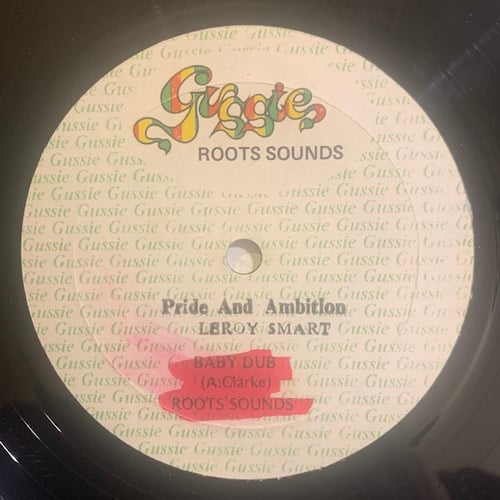 Gussie
ROOTS SOUNDS
Pride And Ambition
LEROY SMART
BABY DUB
(A.Clarke)
ROOTS SOUNDS